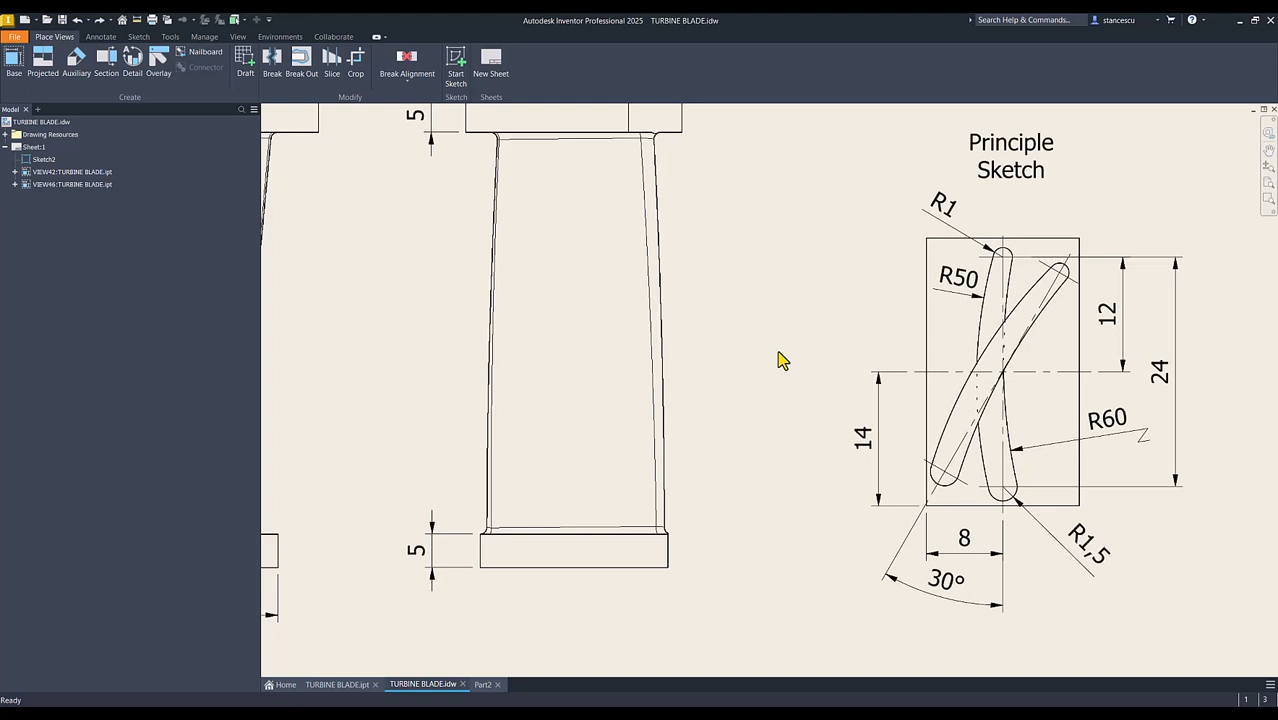 Autodesk Inventor Professional 2025 TURBINE BLADE.idw
Search Help & Commands...
stancescu
File Place Views Annotate Sketch Tools Manage View Environments Collaborate
Base Projected Auxiliary Section Detail Overlay
Nailboard
Connector
Draft Break Break Out Slice Crop
Break Alignment
Start Sketch
New Sheet
Create Modify Sketch Sheets
Model
TURBINE BLADE.idw
Drawing Resources
Sheet:1
Sketch2
VIEW42:TURBINE BLADE.ipt
VIEW46:TURBINE BLADE.ipt
5
5
Principle
Sketch
R1
R50
12
24
14
R60
8
R1,5
30°
Home TURBINE BLADE.ipt TURBINE BLADE.idw Part2
Ready
1 3